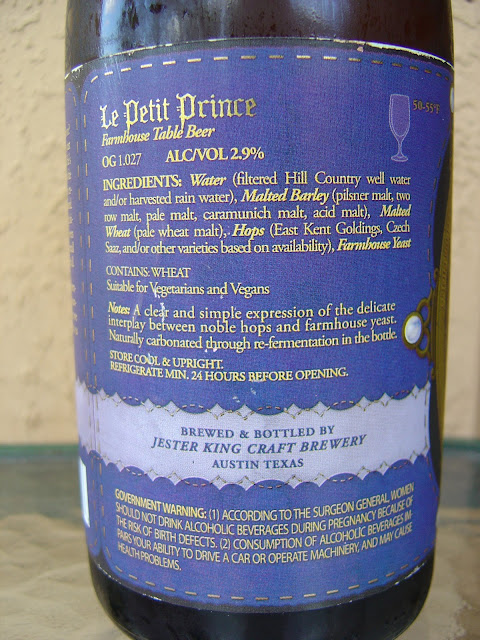 Le Petit Prince
Farmhouse Table Beer
50-55°F
OG 1.027 ALC/VOL 2.9%
INGREDIENTS: Water (filtered Hill Country well water
and/or harvested rain water), Malted Barley (pilsner malt, two
row malt, pale malt, caramunich malt, acid malt), Malted
Wheat (pale wheat malt), Hops (East Kent Goldings, Czech
Saaz, and/or other varieties based on availability), Farmhouse Yeast
CONTAINS: WHEAT
Suitable for Vegetarians and Vegans
Notes: A clear and simple expression of the delicate
interplay between noble hops and farmhouse yeast.
Naturally carbonated through re-fermentation in the bottle.
STORE COOL & UPRIGHT.
REFRIGERATE MIN. 24 HOURS BEFORE OPENING.
BREWED & BOTTLED BY
JESTER KING CRAFT BREWERY
AUSTIN TEXAS
GOVERNMENT WARNING: (1) ACCORDING TO THE SURGEON GENERAL WOMEN
SHOULD NOT DRINK ALCOHOLIC BEVERAGES DURING PREGNANCY BECAUSE OF
THE RISK OF BIRTH DEFECTS. (2) CONSUMPTION OF ALCOHOLIC BEVERAGES IM-
PAIRS YOUR ABILITY TO DRIVE A CAR OR OPERATE MACHINERY, AND MAY CAUSE
HEALTH PROBLEMS.